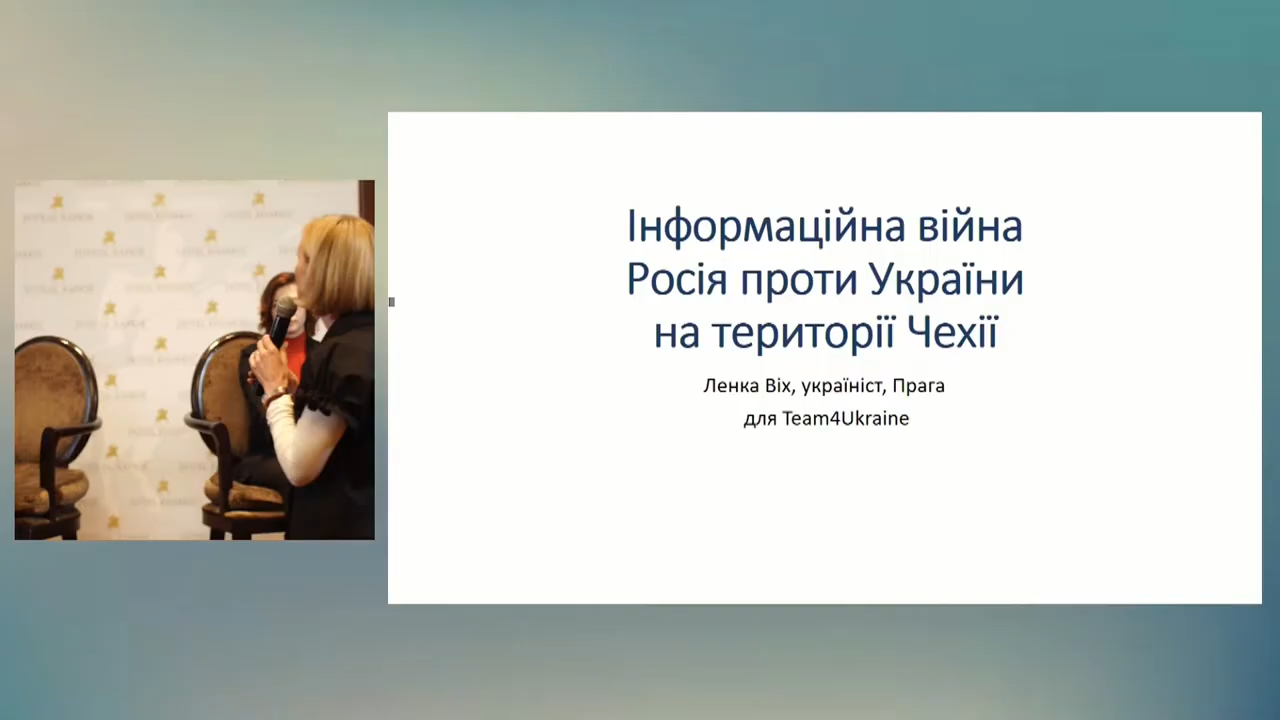 Інформаційна війна
Росія проти України
на території Чехії
Ленка Віх, україніст, Прага
для Team4Ukraine